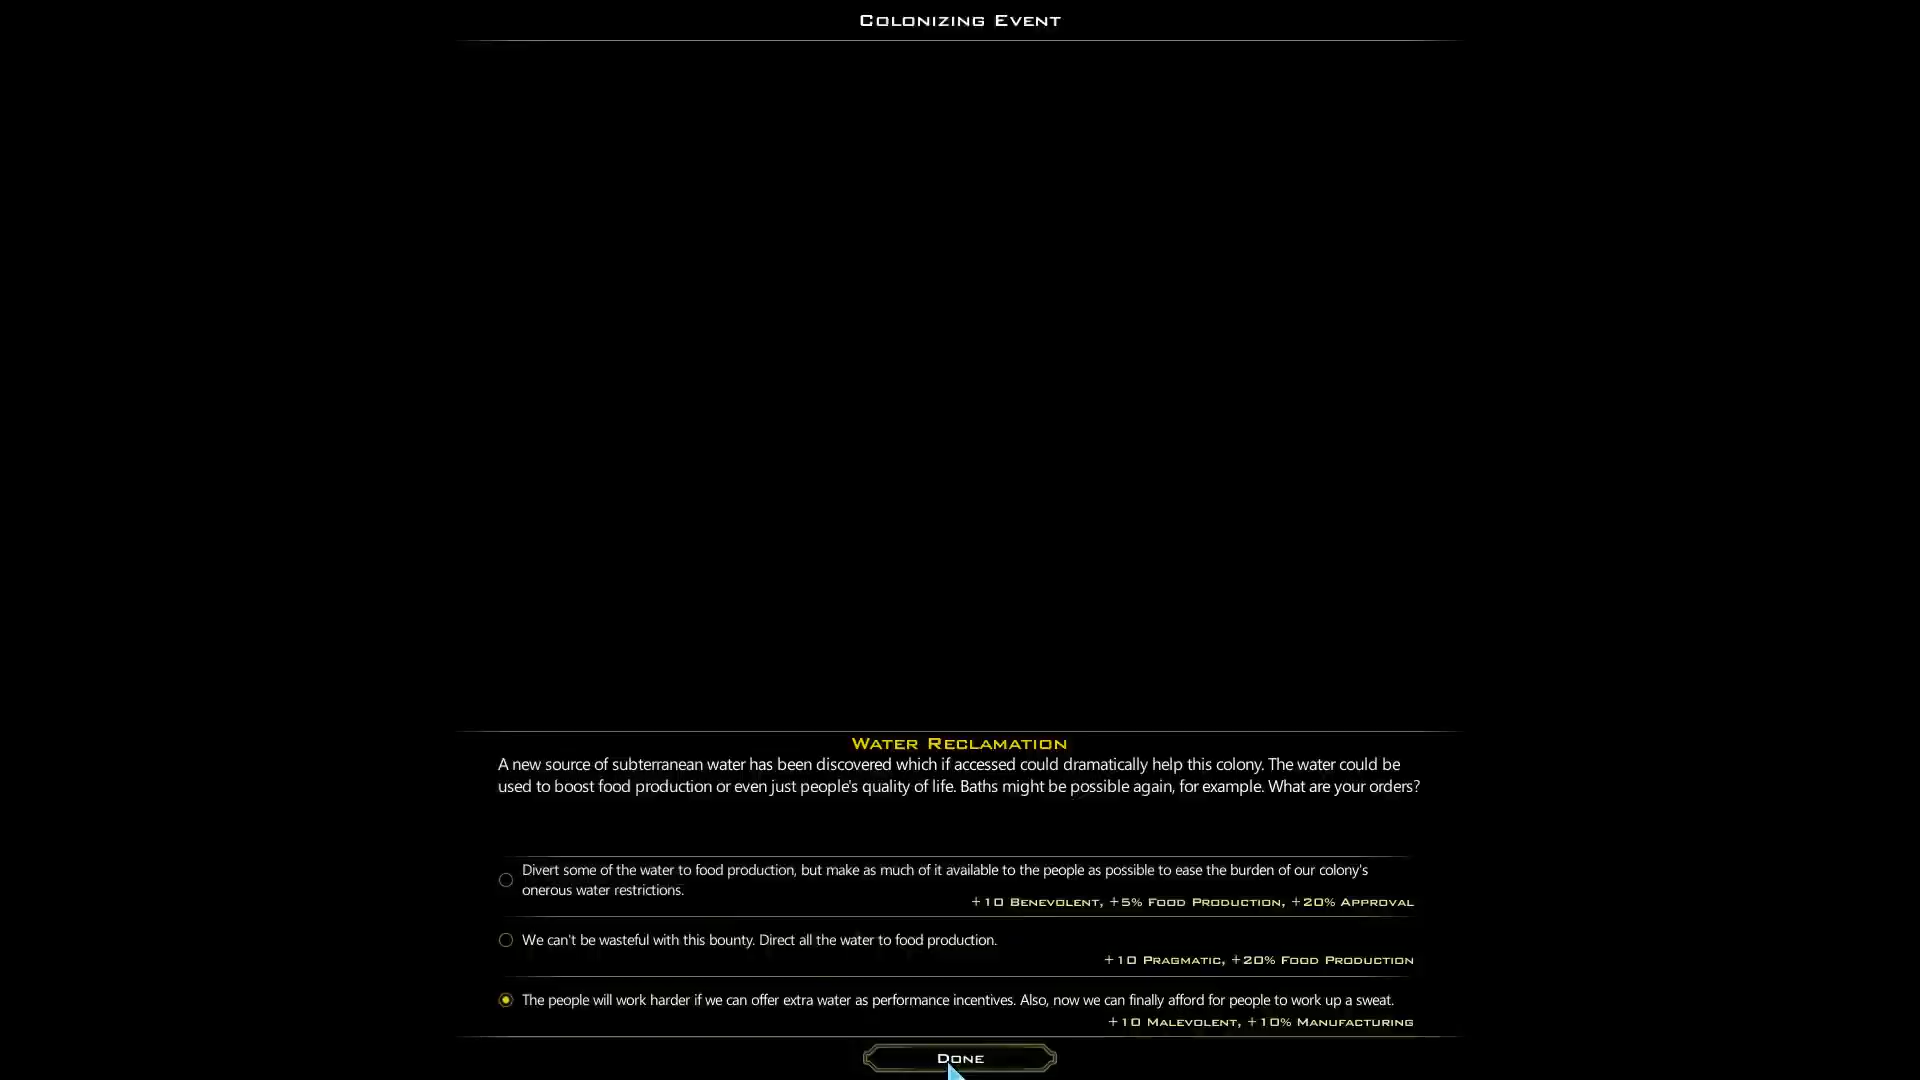 Colonizing Event
Water Reclamation
A new source of subterranean water has been discovered which if accessed could dramatically help this colony. The water could be
used to boost food production or even just people's quality of life. Baths might be possible again, for example. What are your orders?
Divert some of the water to food production, but make as much of it available to the people as possible to ease the burden of our colony's
onerous water restrictions.
+10 Benevolent, +5% Food Production, +20% Approval
We can't be wasteful with this bounty. Direct all the water to food production.
+10 Pragmatic, +20% Food Production
The people will work harder if we can offer extra water as performance incentives. Also, now we can finally afford for people to work up a sweat.
+10 Malevolent, +10% Manufacturing
Done